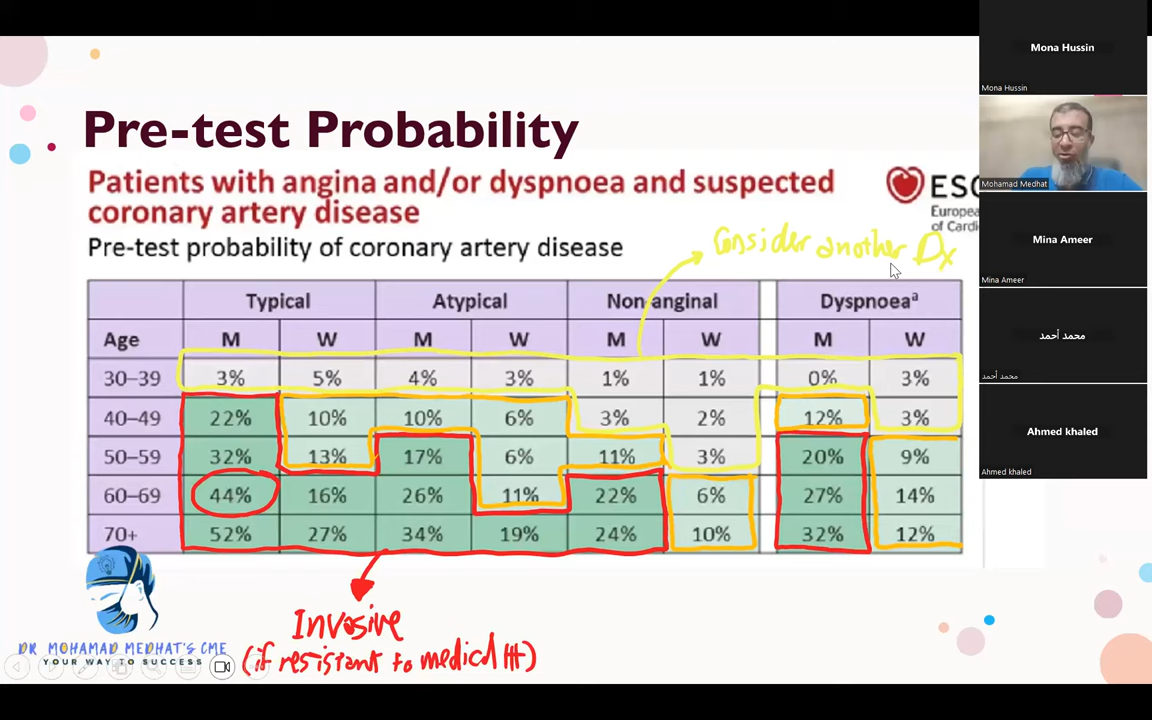 Mona Hussin
Mona Hussin
Pre-test Probability
Patients with angina and/or dyspnoea and suspected
coronary artery disease
ESC
European
of Cardi
Mohamad Medhat
Pre-test probability of coronary artery disease
Consider another Dx
Mina Ameer
Mina Ameer
Typical Atypical Non-anginal Dyspnoeaᵃ
Age M W M W M W M W
30–39 3% 5% 4% 3% 1% 1% 0% 3%
40–49 22% 10% 10% 6% 3% 2% 12% 3%
50–59 32% 13% 17% 6% 11% 3% 20% 9%
60–69 44% 16% 26% 11% 22% 6% 27% 14%
70+ 52% 27% 34% 19% 24% 10% 32% 12%
محمد أحمد
محمد أحمد
Ahmed khaled
Ahmed khaled
Invasive
(if resistant to medical ttt)
DR MOHAMAD MEDHAT'S CME
YOUR WAY TO SUCCESS